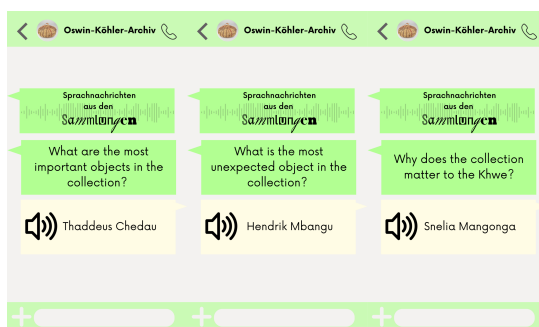 Oswin-Köhler-Archiv
Sprachnachrichten
aus den
Sammlungen
What are the most
important objects in the
collection?
Thaddeus Chedau
Oswin-Köhler-Archiv
Sprachnachrichten
aus den
Sammlungen
What is the most
unexpected object in the
collection?
Hendrik Mbangu
Oswin-Köhler-Archiv
Sprachnachrichten
aus den
Sammlungen
Why does the collection
matter to the Khwe?
Snelia Mangonga